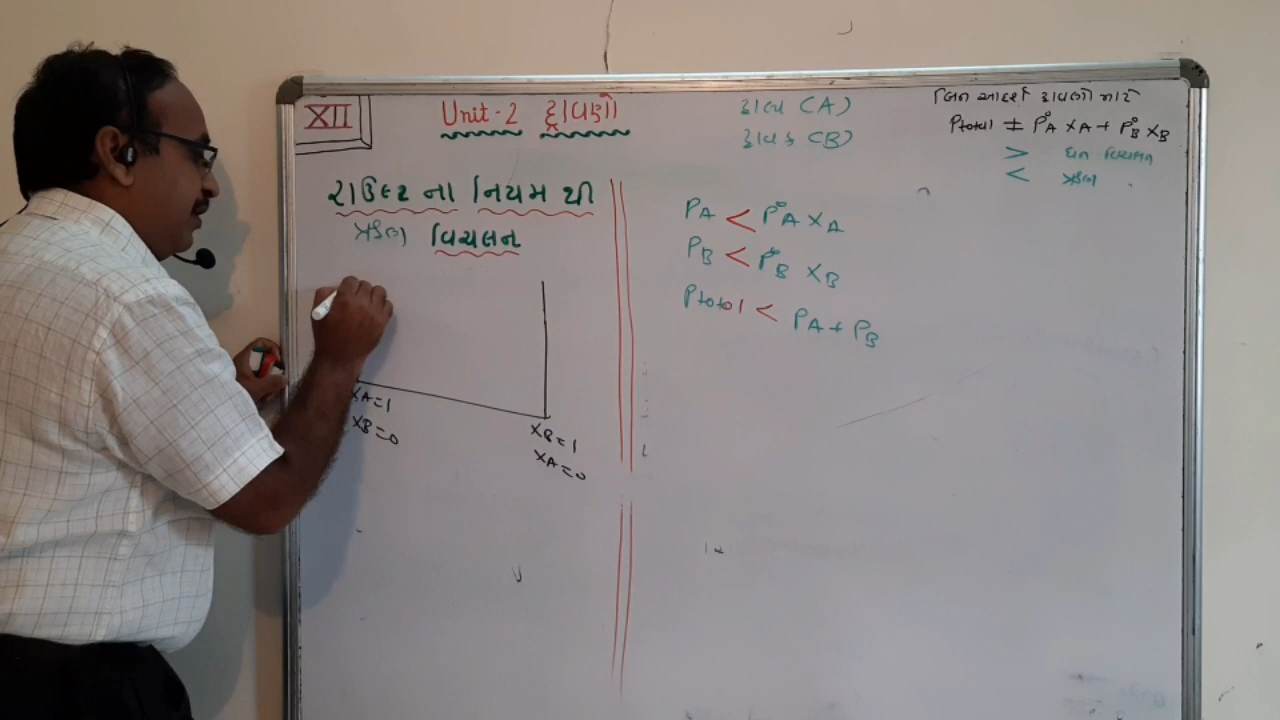 XII
Unit-2 દ્રાવણો
દ્રાવ્ય (A)
દ્રાવક (B)
બિન આદર્શ દ્રાવણો માટે
Ptotal ≠ P°A XA + P°B XB
> ધન વિચલન
< ઋણ
રાઉલ્ટ ના નિયમ થી
ઋણ વિચલન
PA < P°A XA
PB < P°B XB
Ptotal < PA + PB
XA=1
XB=0
XB=1
XA=0